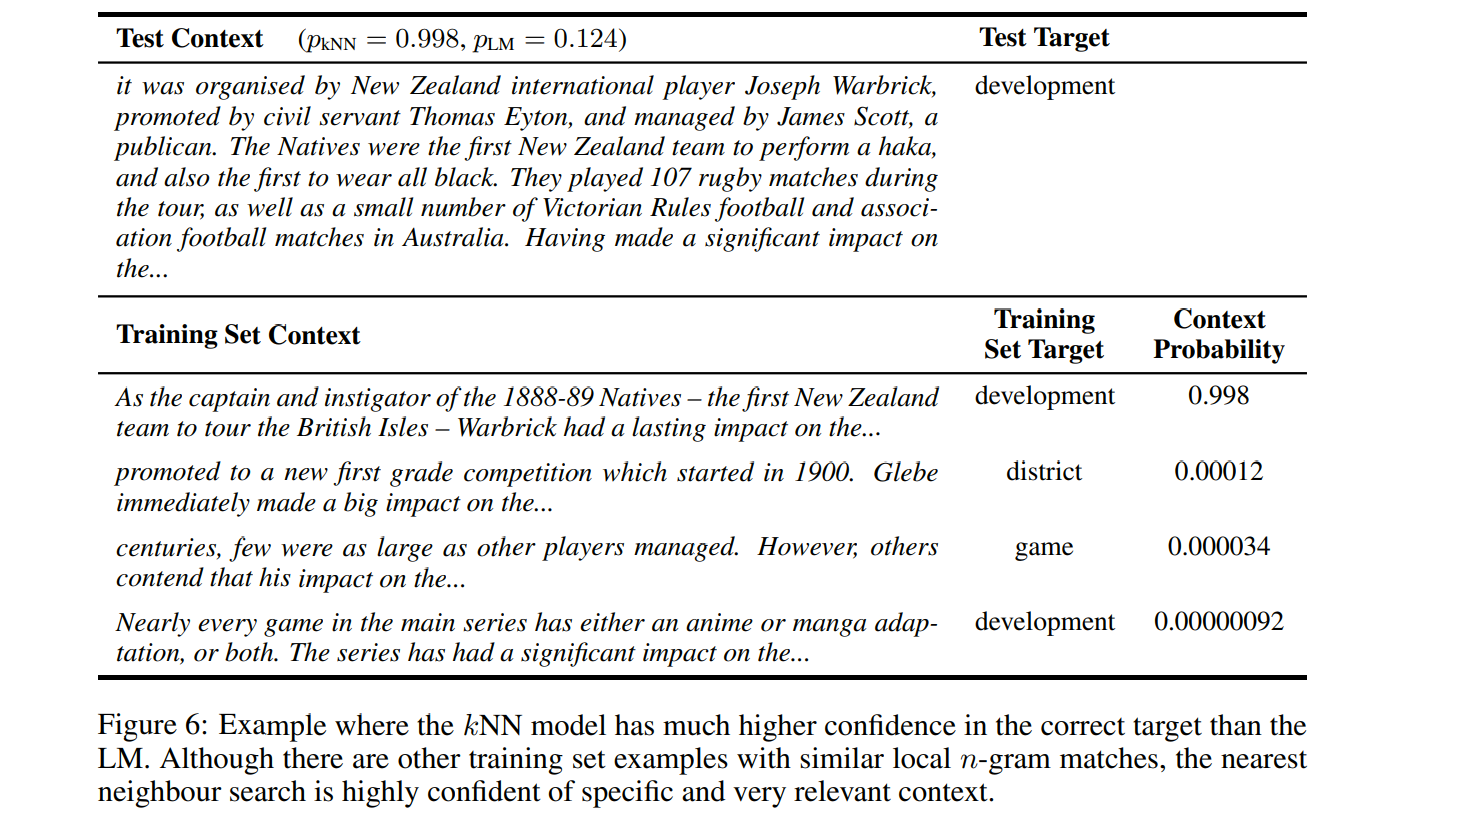 Test Context (pkNN = 0.998, pLM = 0.124) Test Target
it was organised by New Zealand international player Joseph Warbrick, development
promoted by civil servant Thomas Eyton, and managed by James Scott, a
publican. The Natives were the first New Zealand team to perform a haka,
and also the first to wear all black. They played 107 rugby matches during
the tour, as well as a small number of Victorian Rules football and associ-
ation football matches in Australia. Having made a significant impact on
the...
Training Set Context Training Set Target Context Probability
As the captain and instigator of the 1888-89 Natives – the first New Zealand development 0.998
team to tour the British Isles – Warbrick had a lasting impact on the...
promoted to a new first grade competition which started in 1900. Glebe district 0.00012
immediately made a big impact on the...
centuries, few were as large as other players managed. However, others game 0.000034
contend that his impact on the...
Nearly every game in the main series has either an anime or manga adap- development 0.00000092
tation, or both. The series has had a significant impact on the...
Figure 6: Example where the kNN model has much higher confidence in the correct target than the
LM. Although there are other training set examples with similar local n-gram matches, the nearest
neighbour search is highly confident of specific and very relevant context.